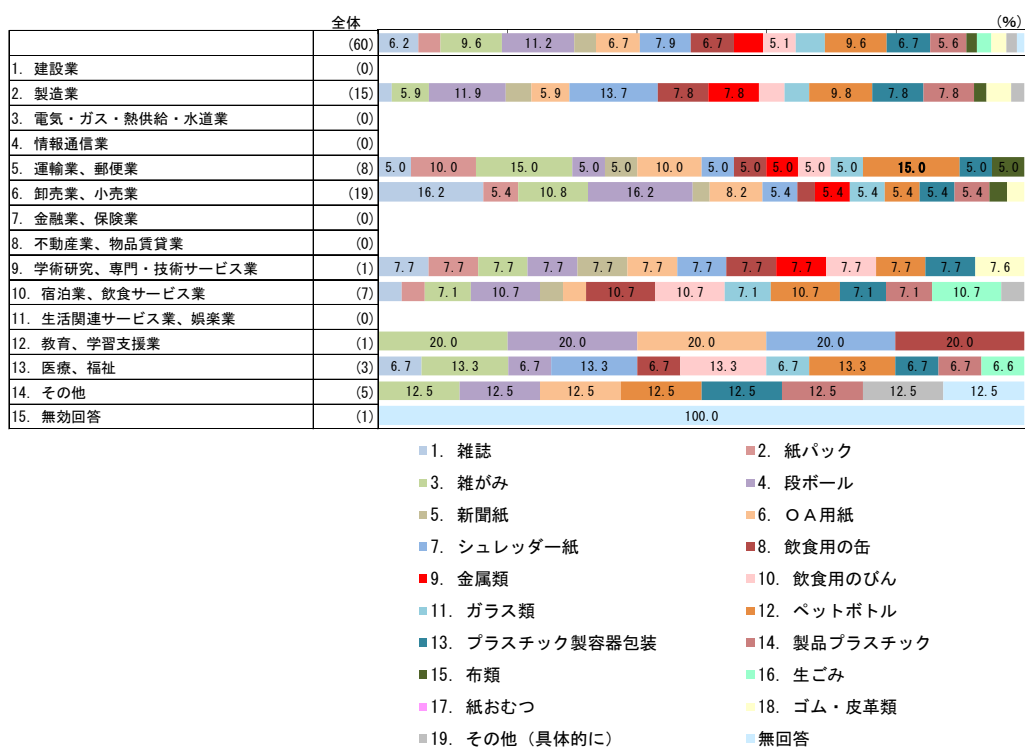 全体 (%)
(60) 6.2 9.6 11.2 6.7 7.9 6.7 5.1 9.6 6.7 5.6
1. 建設業 (0)
2. 製造業 (15) 5.9 11.9 5.9 13.7 7.8 7.8 9.8 7.8 7.8
3. 電気・ガス・熱供給・水道業 (0)
4. 情報通信業 (0)
5. 運輸業、郵便業 (8) 5.0 10.0 15.0 5.0 5.0 10.0 5.0 5.0 5.0 5.0 5.0 15.0 5.0 5.0
6. 卸売業、小売業 (19) 16.2 5.4 10.8 16.2 8.2 5.4 5.4 5.4 5.4 5.4 5.4
7. 金融業、保険業 (0)
8. 不動産業、物品賃貸業 (0)
9. 学術研究、専門・技術サービス業 (1) 7.7 7.7 7.7 7.7 7.7 7.7 7.7 7.7 7.7 7.7 7.7 7.7 7.6
10. 宿泊業、飲食サービス業 (7) 7.1 10.7 10.7 10.7 7.1 10.7 7.1 7.1 10.7
11. 生活関連サービス業、娯楽業 (0)
12. 教育、学習支援業 (1) 20.0 20.0 20.0 20.0 20.0
13. 医療、福祉 (3) 6.7 13.3 6.7 13.3 6.7 13.3 6.7 13.3 6.7 6.7 6.6
14. その他 (5) 12.5 12.5 12.5 12.5 12.5 12.5 12.5 12.5
15. 無効回答 (1) 100.0
1. 雑誌 2. 紙パック
3. 雑がみ 4. 段ボール
5. 新聞紙 6. ＯＡ用紙
7. シュレッダー紙 8. 飲食用の缶
9. 金属類 10. 飲食用のびん
11. ガラス類 12. ペットボトル
13. プラスチック製容器包装 14. 製品プラスチック
15. 布類 16. 生ごみ
17. 紙おむつ 18. ゴム・皮革類
19. その他（具体的に） 無回答